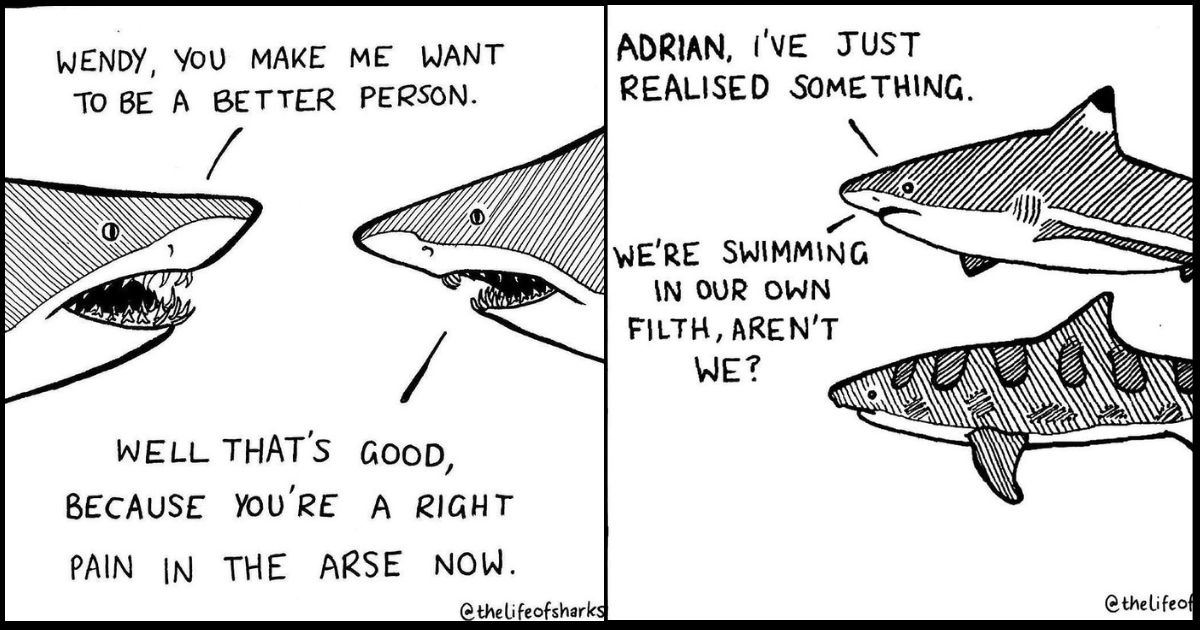 WENDY, YOU MAKE ME WANT
TO BE A BETTER PERSON.
WELL THAT'S GOOD,
BECAUSE YOU'RE A RIGHT
PAIN IN THE ARSE NOW.
@thelifeofsharks
ADRIAN, I'VE JUST
REALISED SOMETHING.
WE'RE SWIMMING
IN OUR OWN
FILTH, AREN'T
WE?
@thelifeof